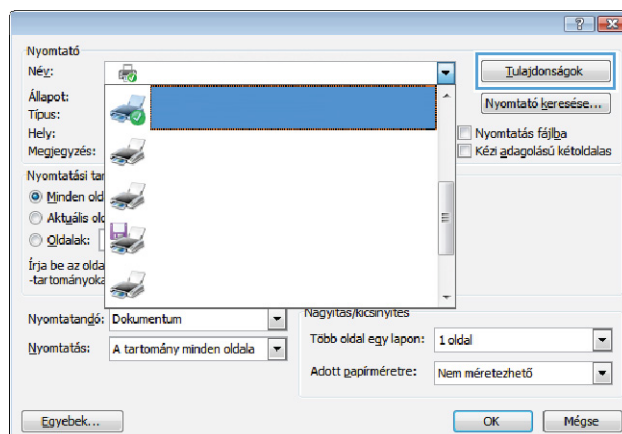 Nyomtató
Név:
Tulajdonságok
Állapot:
Nyomtató keresése...
Típus:
Hely:
Nyomtatás fájlba
Megjegyzés:
Kézi adagolású kétoldalas
Nyomtatási tar
Minden old
Aktuális old
Oldalak:
Írja be az olda
-tartományoka
Nagyítás/kicsinyítés
Nyomtatandó: Dokumentum
Több oldal egy lapon: 1 oldal
Nyomtatás: A tartomány minden oldala
Adott papírméretre: Nem méretezhető
Egyebek...
OK
Mégse